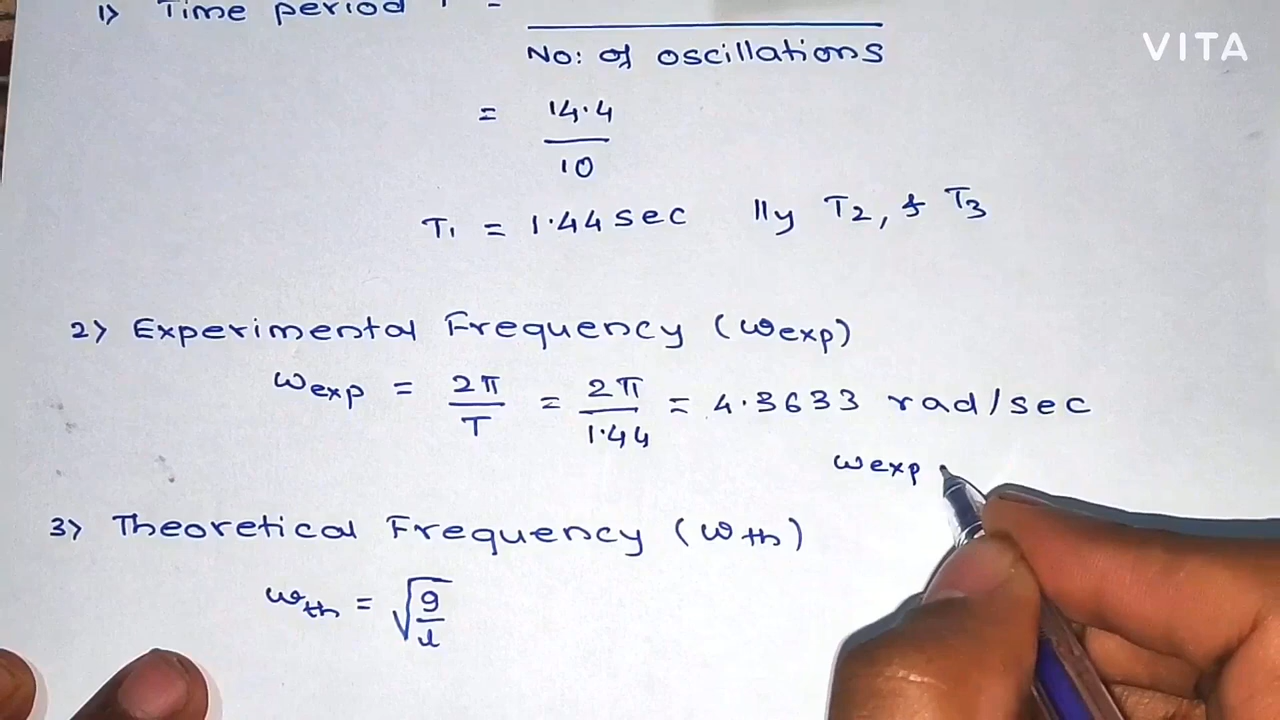 1) Time period T =
VITA
No: of oscillations
= 14.4
10
T1 = 1.44 sec lly T2, & T3
2) Experimental Frequency (ωexp)
ωexp = 2π/T = 2π/1.44 = 4.3633 rad/sec
ωexp
3) Theoretical Frequency (ωth)
ωth = √g/l